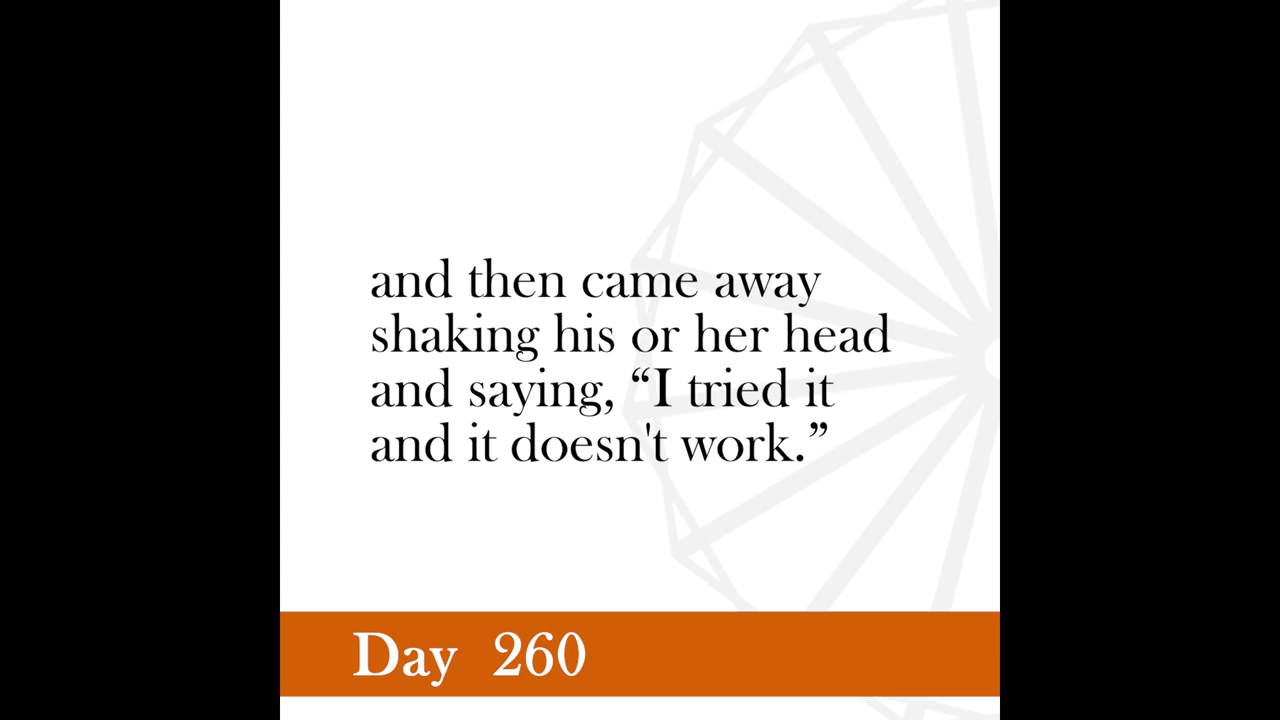 and then came away
shaking his or her head
and saying, “I tried it
and it doesn't work.”
Day 260